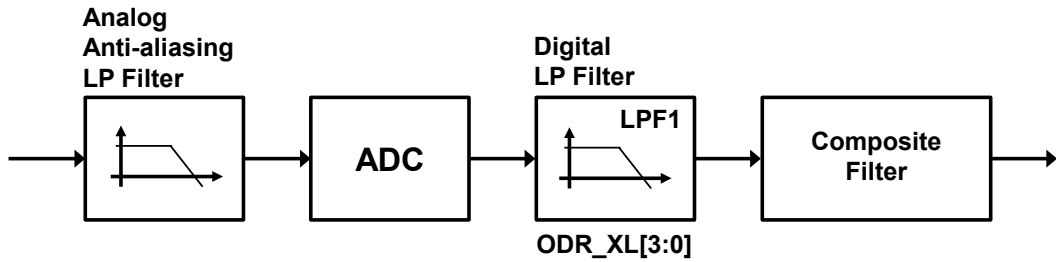 Analog
Anti-aliasing
LP Filter
ADC
Digital
LP Filter
LPF1
ODR_XL[3:0]
Composite
Filter